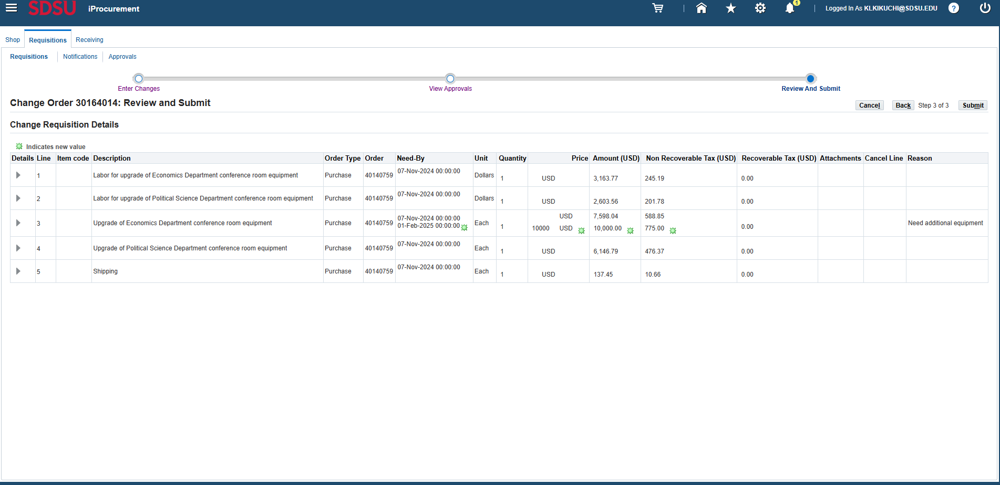 SDSU iProcurement 1 Logged In As KLKIKUCHI@SDSU.EDU ?
Shop Requisitions Receiving
Requisitions Notifications Approvals
Enter Changes View Approvals Review And Submit
Change Order 30164014: Review and Submit Cancel Back Step 3 of 3 Submit
Change Requisition Details
Indicates new value
Details Line Item code Description Order Type Order Need-By Unit Quantity Price Amount (USD) Non Recoverable Tax (USD) Recoverable Tax (USD) Attachments Cancel Line Reason
1 Labor for upgrade of Economics Department conference room equipment Purchase 40140759 07-Nov-2024 00:00:00 Dollars 1 USD 3,163.77 245.19 0.00
2 Labor for upgrade of Political Science Department conference room equipment Purchase 40140759 07-Nov-2024 00:00:00 Dollars 1 USD 2,603.56 201.78 0.00
07-Nov-2024 00:00:00 USD 7,598.04 588.85
3 Upgrade of Economics Department conference room equipment Purchase 40140759 01-Feb-2025 00:00:00 Each 1 10000 USD 10,000.00 775.00 0.00 Need additional equipment
4 Upgrade of Political Science Department conference room equipment Purchase 40140759 07-Nov-2024 00:00:00 Each 1 USD 6,146.79 476.37 0.00
5 Shipping Purchase 40140759 07-Nov-2024 00:00:00 Each 1 USD 137.45 10.66 0.00